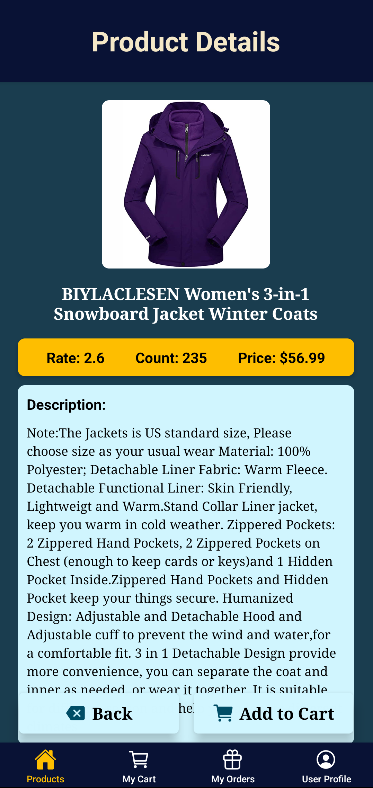 Product Details
BIYLACLESEN Women's 3-in-1
Snowboard Jacket Winter Coats
Rate: 2.6 Count: 235 Price: $56.99
Description:
Note:The Jackets is US standard size, Please
choose size as your usual wear Material: 100%
Polyester; Detachable Liner Fabric: Warm Fleece.
Detachable Functional Liner: Skin Friendly,
Lightweigt and Warm.Stand Collar Liner jacket,
keep you warm in cold weather. Zippered Pockets:
2 Zippered Hand Pockets, 2 Zippered Pockets on
Chest (enough to keep cards or keys)and 1 Hidden
Pocket Inside.Zippered Hand Pockets and Hidden
Pocket keep your things secure. Humanized
Design: Adjustable and Detachable Hood and
Adjustable cuff to prevent the wind and water,for
a comfortable fit. 3 in 1 Detachable Design provide
more convenience, you can separate the coat and
inner as needed, or wear it together. It is suitable
Back Add to Cart
Products My Cart My Orders User Profile